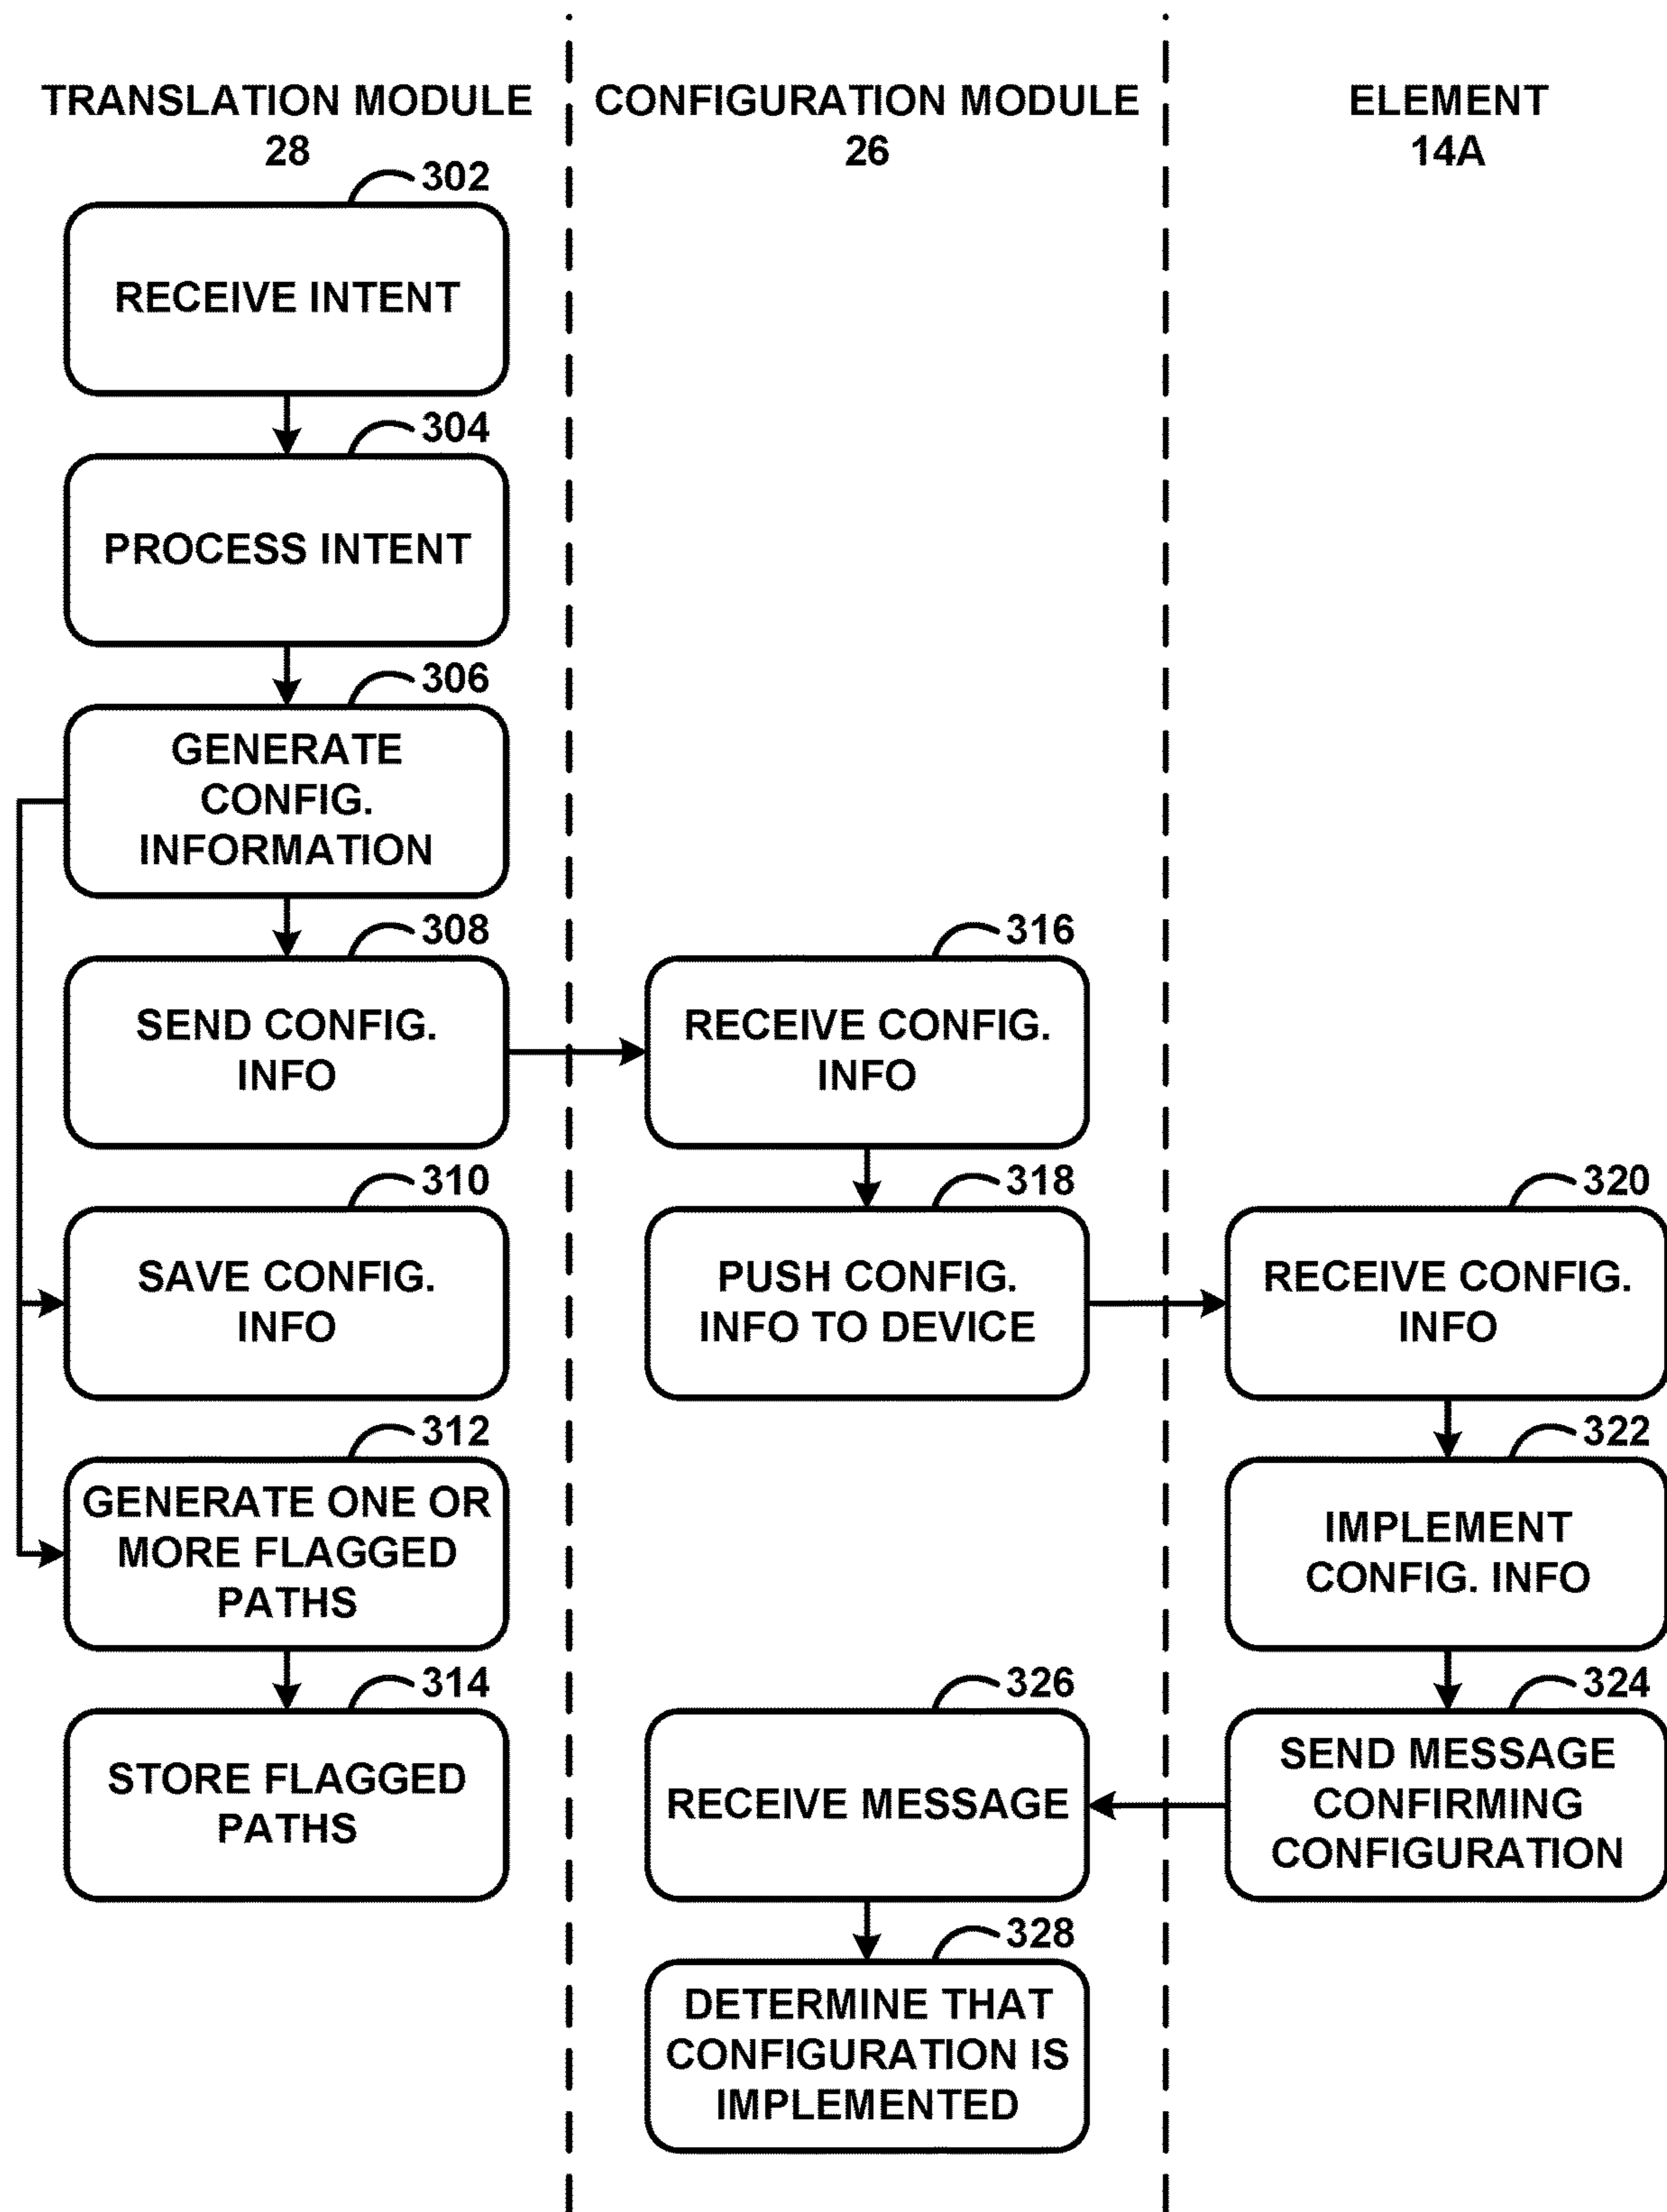 TRANSLATION MODULE
28
CONFIGURATION MODULE
26
ELEMENT
14A
302
RECEIVE INTENT
304
PROCESS INTENT
306
GENERATE
CONFIG.
INFORMATION
308
SEND CONFIG.
INFO
310
SAVE CONFIG.
INFO
312
GENERATE ONE OR
MORE FLAGGED
PATHS
314
STORE FLAGGED
PATHS
316
RECEIVE CONFIG.
INFO
318
PUSH CONFIG.
INFO TO DEVICE
320
RECEIVE CONFIG.
INFO
322
IMPLEMENT
CONFIG. INFO
324
SEND MESSAGE
CONFIRMING
CONFIGURATION
326
RECEIVE MESSAGE
328
DETERMINE THAT
CONFIGURATION IS
IMPLEMENTED